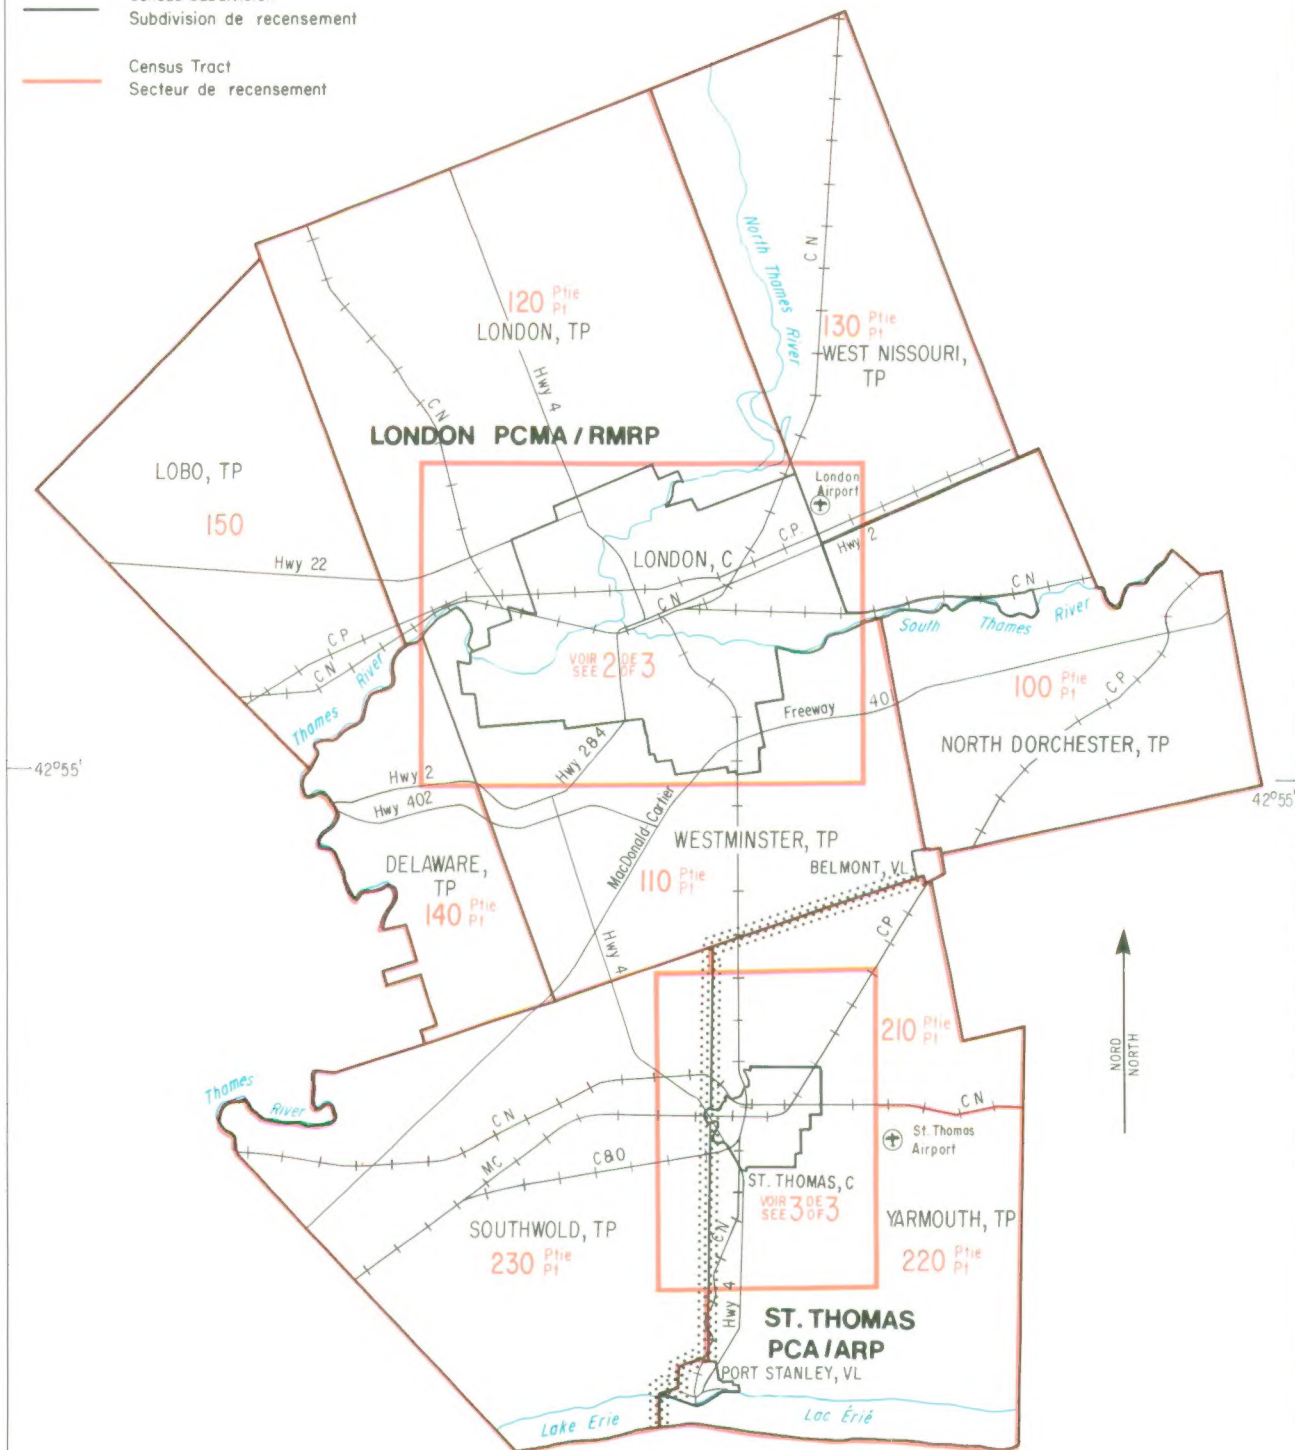 Subdivision de recensement
Census Tract
Secteur de recensement
120 Ptie Pt
LONDON, TP
North Thames River
C N
130 Ptie Pt
WEST NISSOURI, TP
C N
Hwy 4
LONDON PCMA / RMRP
LOBO, TP
150
London Airport
Hwy 22
LONDON, C
C.P.
Hwy 2
C N
C N
South Thames River
C P
C N
Thames River
VOIR SEE 2 DE OF 3
100 Ptie Pt
C.P.
Freeway 401
NORTH DORCHESTER, TP
42°55'
42°55'
Hwy 2
Hwy 402
Hwy 2&4
MacDonald-Cartier
WESTMINSTER, TP
DELAWARE, TP
140 Ptie Pt
110 Ptie Pt
BELMONT, VL
Hwy 4
CP
210 Ptie Pt
NORD
NORTH
Thames River
C N
C N
MC
C&O
St. Thomas Airport
ST. THOMAS, C
VOIR SEE 3 DE OF 3
SOUTHWOLD, TP
230 Ptie Pt
YARMOUTH, TP
220 Ptie Pt
C N
Hwy 4
ST. THOMAS
PCA / ARP
PORT STANLEY, VL
Lake Erie
Lac Érié